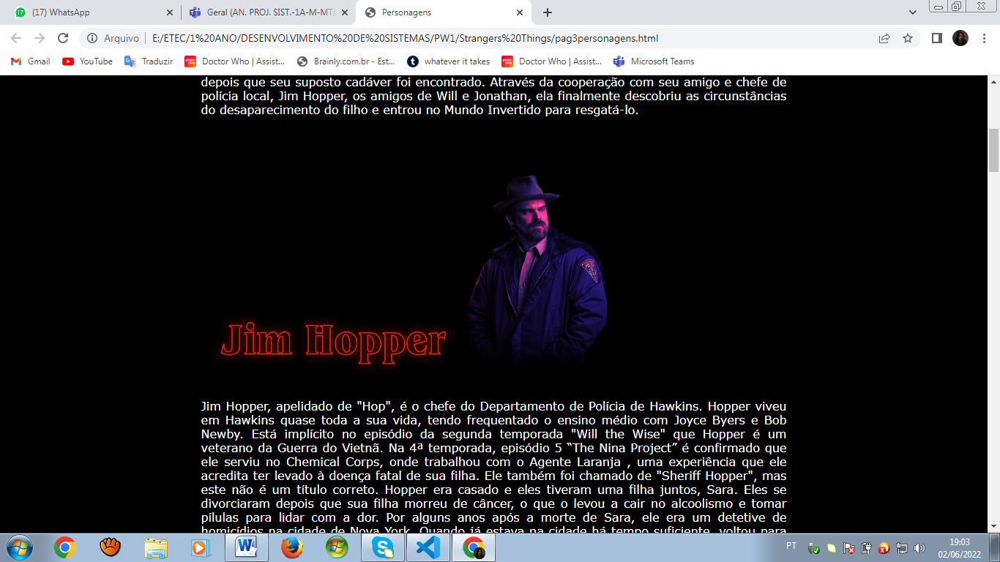 (17) WhatsApp
Geral (AN. PROJ. SIST.-1A-M-MTE
Personagens
Arquivo
E:/ETEC/1%20ANO/DESENVOLVIMENTO%20DE%20SISTEMAS/PW1/Strangers%20Things/pag3personagens.html
Gmail
YouTube
Traduzir
Doctor Who | Assist...
Brainly.com.br - Est...
whatever it takes
Doctor Who | Assist...
Microsoft Teams
depois que seu suposto cadáver foi encontrado. Através da cooperação com seu amigo e chefe de
polícia local, Jim Hopper, os amigos de Will e Jonathan, ela finalmente descobriu as circunstâncias
do desaparecimento do filho e entrou no Mundo Invertido para resgatá-lo.
Jim Hopper
Jim Hopper, apelidado de "Hop", é o chefe do Departamento de Polícia de Hawkins. Hopper viveu
em Hawkins quase toda a sua vida, tendo frequentado o ensino médio com Joyce Byers e Bob
Newby. Está implícito no episódio da segunda temporada "Will the Wise" que Hopper é um
veterano da Guerra do Vietnã. Na 4ª temporada, episódio 5 “The Nina Project” é confirmado que
ele serviu no Chemical Corps, onde trabalhou com o Agente Laranja , uma experiência que ele
acredita ter levado à doença fatal de sua filha. Ele também foi chamado de "Sheriff Hopper", mas
este não é um título correto. Hopper era casado e eles tiveram uma filha juntos, Sara. Eles se
divorciaram depois que sua filha morreu de câncer, o que o levou a cair no alcoolismo e tomar
pílulas para lidar com a dor. Por alguns anos após a morte de Sara, ele era um detetive de
homicídios na cidade de Nova York. Quando já estava na cidade há tempo suficiente, voltou para
PT
19:03
02/06/2022